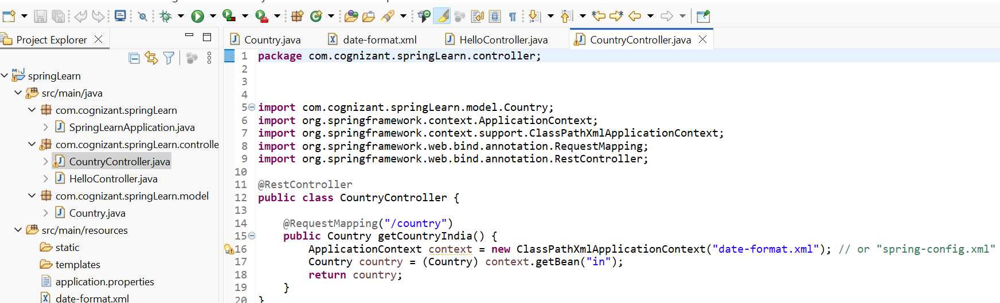 Project Explorer
springLearn
src/main/java
com.cognizant.springLearn
SpringLearnApplication.java
com.cognizant.springLearn.controlle
CountryController.java
HelloController.java
com.cognizant.springLearn.model
Country.java
src/main/resources
static
templates
application.properties
date-format.xml
Country.java date-format.xml HelloController.java CountryController.java
1 package com.cognizant.springLearn.controller;
2
3
4
5 import com.cognizant.springLearn.model.Country;
6 import org.springframework.context.ApplicationContext;
7 import org.springframework.context.support.ClassPathXmlApplicationContext;
8 import org.springframework.web.bind.annotation.RequestMapping;
9 import org.springframework.web.bind.annotation.RestController;
10
11 @RestController
12 public class CountryController {
13
14 @RequestMapping("/country")
15 public Country getCountryIndia() {
16 ApplicationContext context = new ClassPathXmlApplicationContext("date-format.xml"); // or "spring-config.xml"
17 Country country = (Country) context.getBean("in");
18 return country;
19 }
20 }